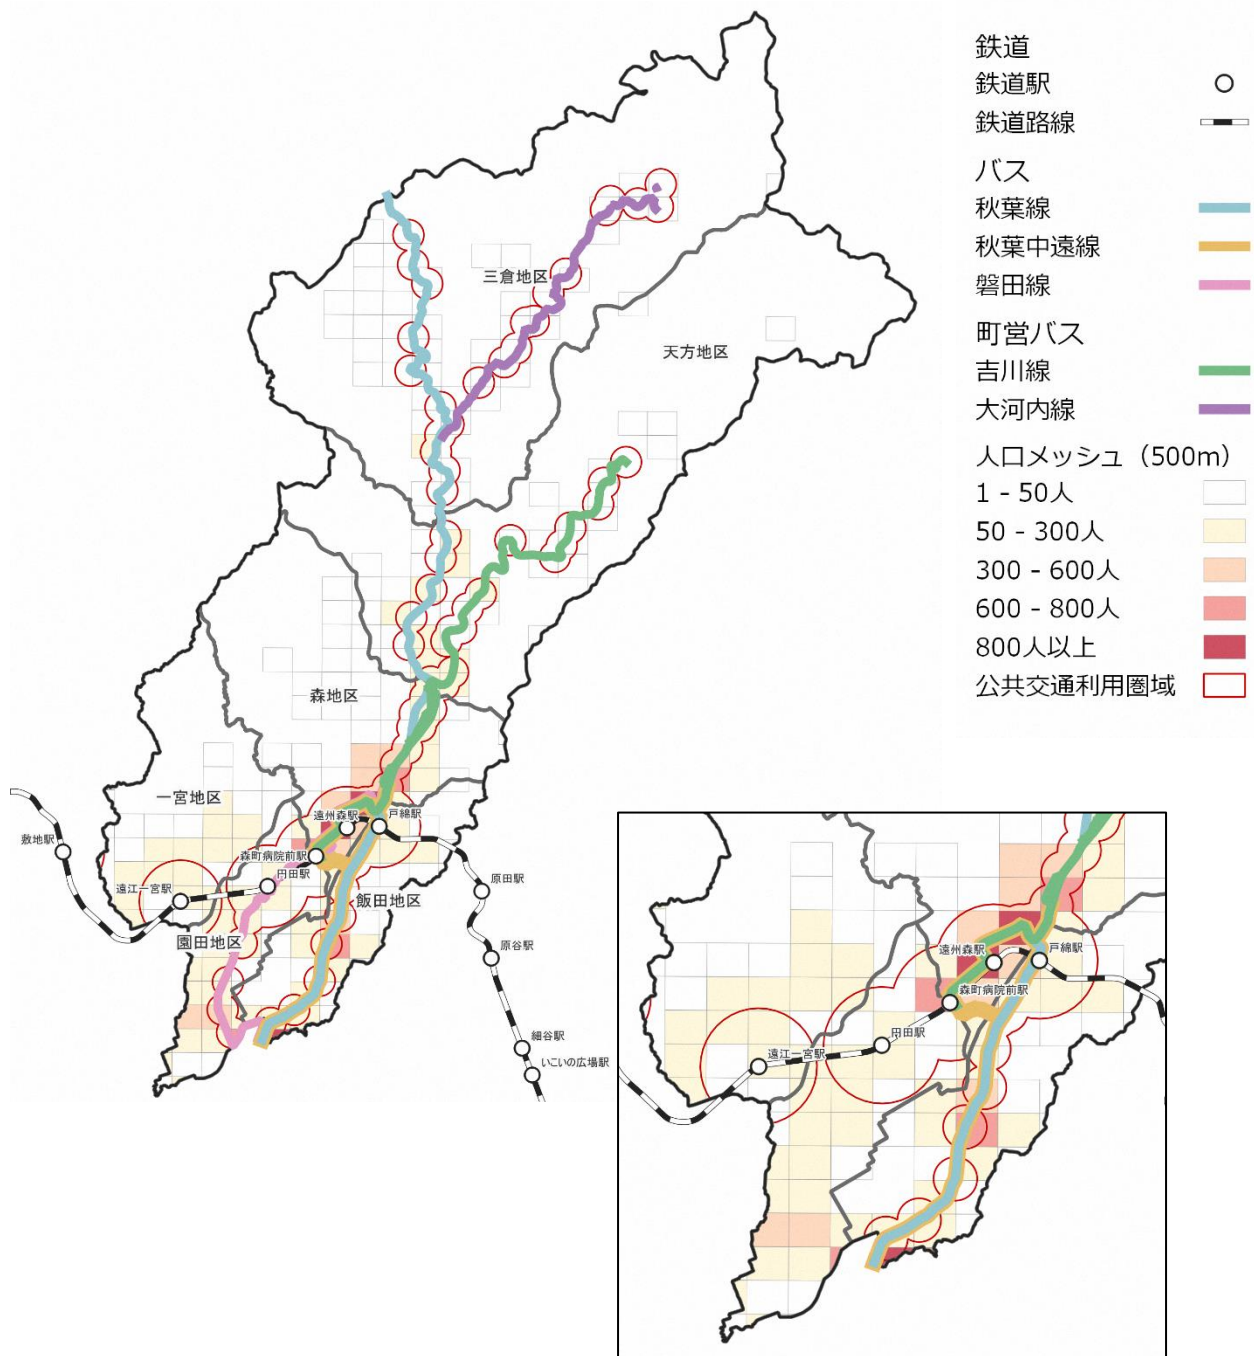 鉄道
鉄道駅
鉄道路線
バス
秋葉線
秋葉中遠線
磐田線
町営バス
吉川線
大河内線
人口メッシュ（500m）
1 - 50人
50 - 300人
300 - 600人
600 - 800人
800人以上
公共交通利用圏域
三倉地区
天方地区
森地区
一宮地区
遠州森駅
戸綿駅
敷地駅
森町病院前駅
円田駅
遠江一宮駅
原田駅
飯田地区
園田地区
原谷駅
細谷駅
いこいの広場駅
遠州森駅
戸綿駅
森町病院前駅
円田駅
遠江一宮駅